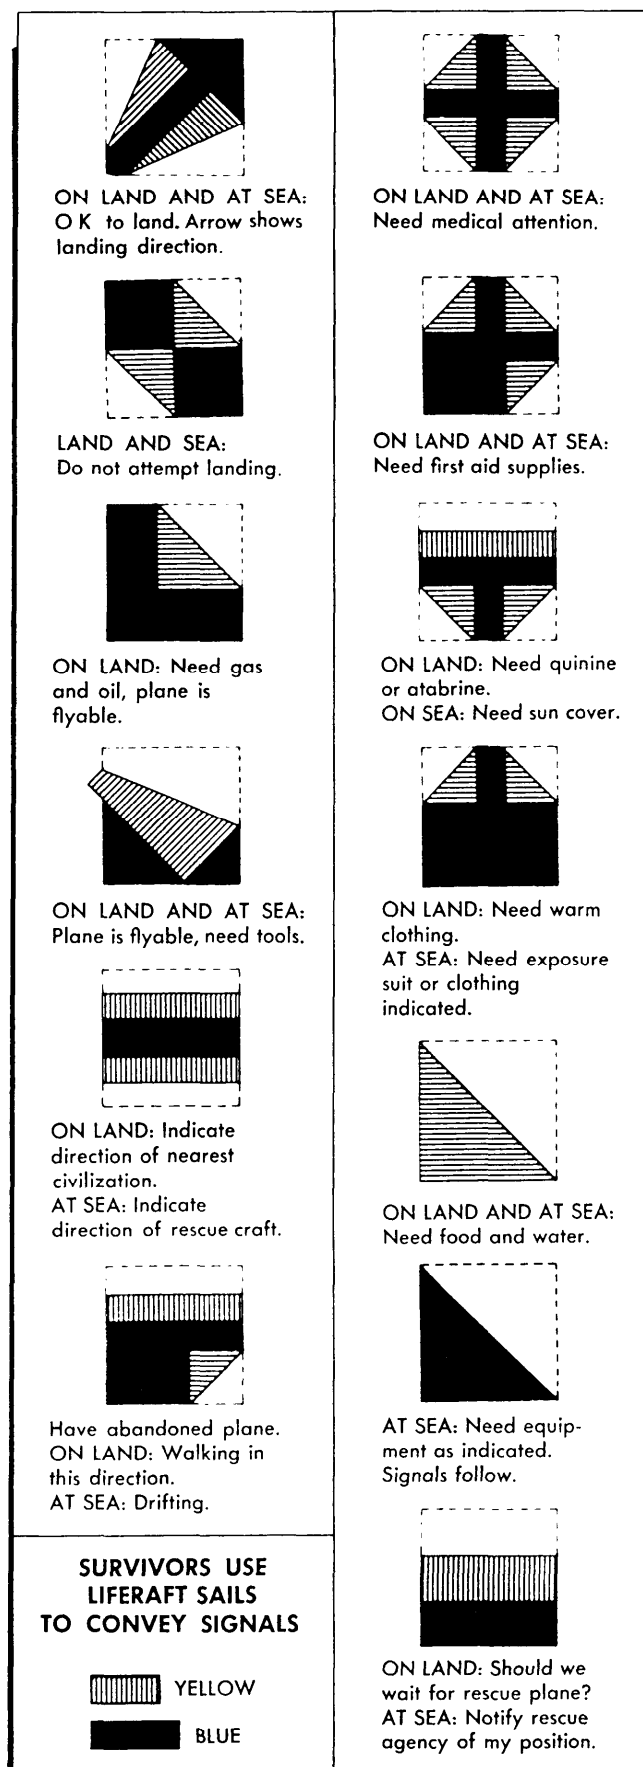 ON LAND AND AT SEA:
O K to land. Arrow shows
landing direction.
LAND AND SEA:
Do not attempt landing.
ON LAND: Need gas
and oil, plane is
flyable.
ON LAND AND AT SEA:
Plane is flyable, need tools.
ON LAND: Indicate
direction of nearest
civilization.
AT SEA: Indicate
direction of rescue craft.
Have abandoned plane.
ON LAND: Walking in
this direction.
AT SEA: Drifting.
SURVIVORS USE
LIFERAFT SAILS
TO CONVEY SIGNALS
YELLOW
BLUE
ON LAND AND AT SEA:
Need medical attention.
ON LAND AND AT SEA:
Need first aid supplies.
ON LAND: Need quinine
or atabrine.
ON SEA: Need sun cover.
ON LAND: Need warm
clothing.
AT SEA: Need exposure
suit or clothing
indicated.
ON LAND AND AT SEA:
Need food and water.
AT SEA: Need equip-
ment as indicated.
Signals follow.
ON LAND: Should we
wait for rescue plane?
AT SEA: Notify rescue
agency of my position.